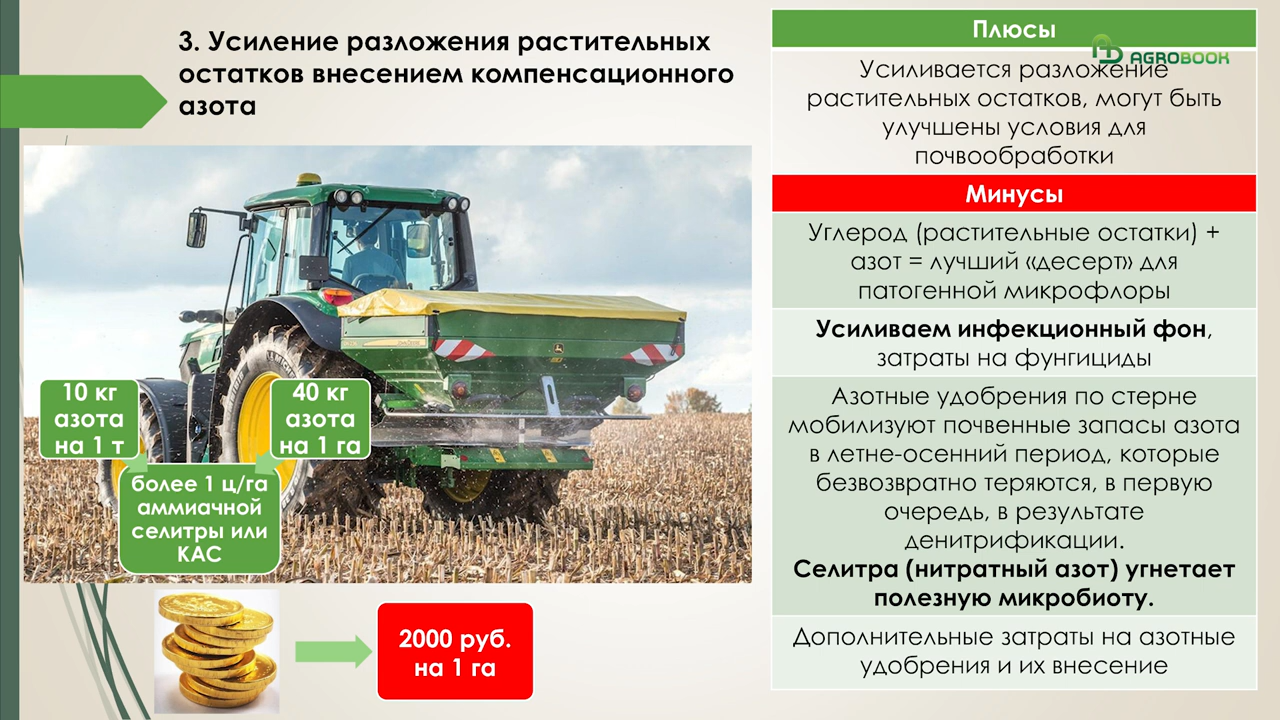 3. Усиление разложения растительных
остатков внесением компенсационного
азота
10 кг
азота
на 1 т
40 кг
азота
на 1 га
более 1 ц/га
аммиачной
селитры или
КАС
2000 руб.
на 1 га
Плюсы
AGROBOOK
Усиливается разложение
растительных остатков, могут быть
улучшены условия для
почвообработки
Минусы
Углерод (растительные остатки) +
азот = лучший «десерт» для
патогенной микрофлоры
Усиливаем инфекционный фон,
затраты на фунгициды
Азотные удобрения по стерне
мобилизуют почвенные запасы азота
в летне-осенний период, которые
безвозвратно теряются, в первую
очередь, в результате
денитрификации.
Селитра (нитратный азот) угнетает
полезную микробиоту.
Дополнительные затраты на азотные
удобрения и их внесение